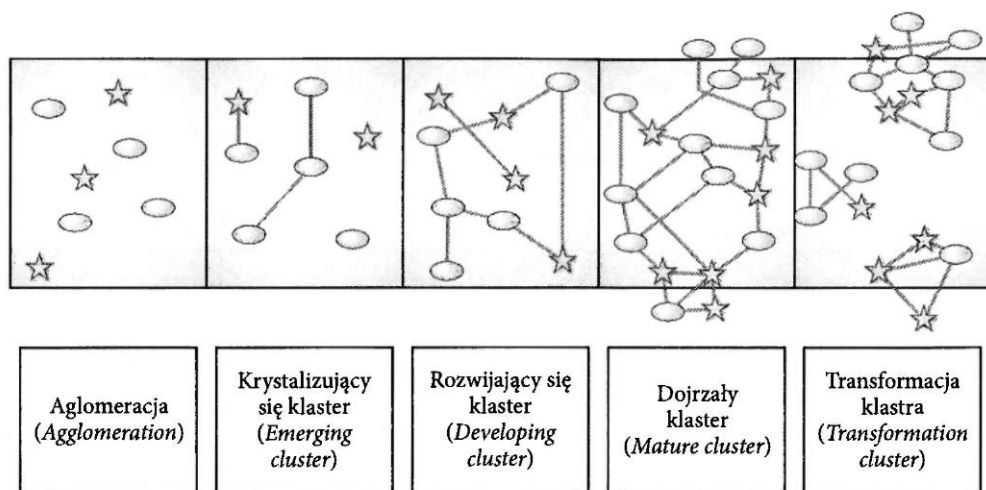 Aglomeracja
(Agglomeration)
Krystalizujący
się klaster
(Emerging
cluster)
Rozwijający się
klaster
(Developing
cluster)
Dojrzały
klaster
(Mature cluster)
Transformacja
klastra
(Transformation
cluster)